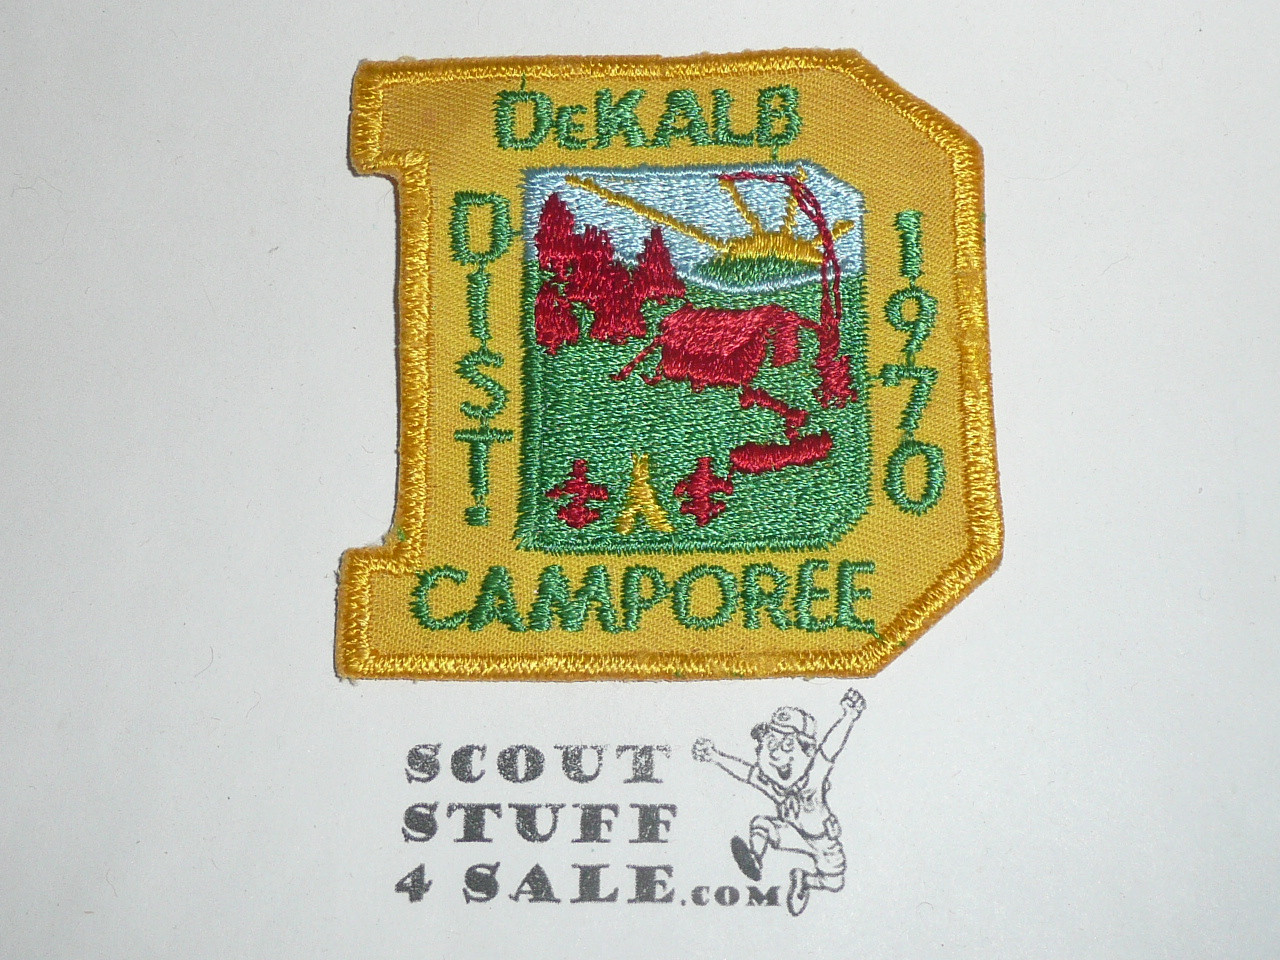 DeKALB
DIST.
1970
CAMPOREE
SCOUT
STUFF
4 SALE.COM